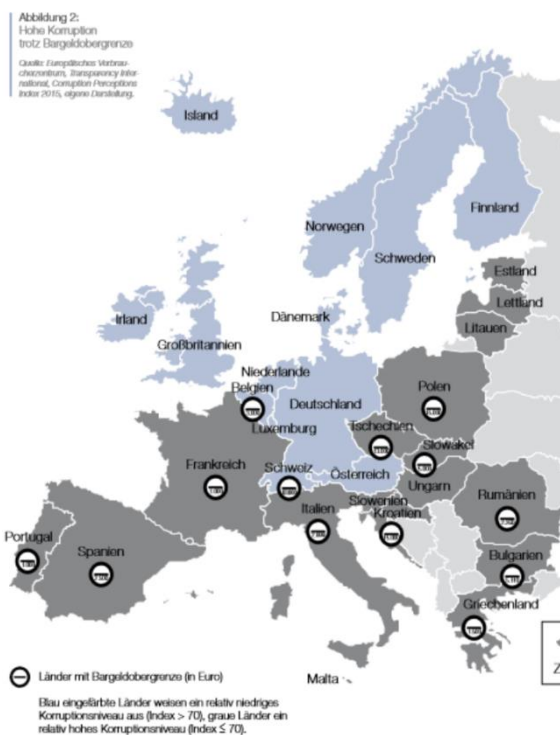 Abbildung 2:
Hohe Korruption
trotz Bargeldobergrenze
Quelle: Europäisches Verbrau-
cherzentrum, Transparency Inter-
national, Corruption Perceptions
Index 2015, eigene Darstellung.
Island
Finnland
Norwegen
Schweden
Estland
Lettland
Dänemark
Irland
Litauen
Großbritannien
Niederlande
Belgien
Polen
Deutschland
Luxemburg
Tschechien
Slowakei
Frankreich
Schweiz
Österreich
Ungarn
Rumänien
Slowenien
Italien
Kroatien
Portugal
Spanien
Bulgarien
Griechenland
Malta
Länder mit Bargeldobergrenze (in Euro)
Blau eingefärbte Länder weisen ein relativ niedriges
Korruptionsniveau aus (Index > 70), graue Länder ein
relativ hohes Korruptionsniveau (Index ≤ 70).